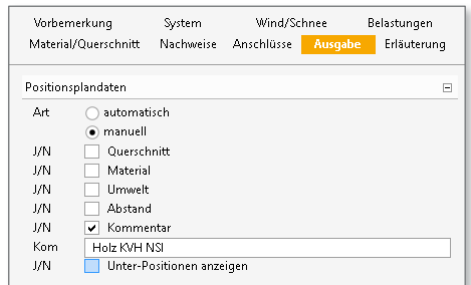 Vorbemerkung System Wind/Schnee Belastungen
Material/Querschnitt Nachweise Anschlüsse Ausgabe Erläuterung
Positionsplandaten
Art automatisch
manuell
J/N Querschnitt
J/N Material
J/N Umwelt
J/N Abstand
J/N Kommentar
Kom Holz KVH NSI
J/N Unter-Positionen anzeigen